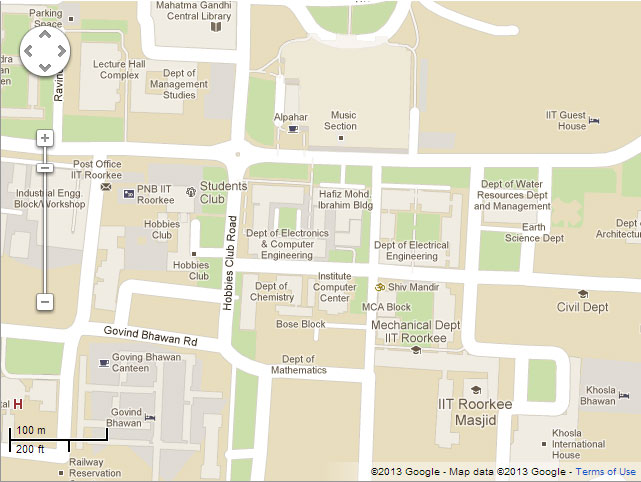 Parking
Space
Mahatma Gandhi
Central Library
Lecture Hall
Complex
Dept of
Management
Studies
Alpahar
Music
Section
IIT Guest
House
Post Office
IIT Roorkee
PNB IIT
Roorkee
Students
Club
Industrial Engg.
Block/Workshop
Hobbies
Club
Hobbies
Club
Hobbies Club Road
Hafiz Mohd.
Ibrahim Bldg
Dept of Electronics
& Computer
Engineering
Dept of Electrical
Engineering
Dept of Water
Resources Dept
and Management
Earth
Science Dept
Dept of
Architectur
Dept of
Chemistry
Institute
Computer
Center
Shiv Mandir
MCA Block
Civil Dept
Bose Block
Mechanical Dept
IIT Roorkee
Govind Bhawan Rd
Goving Bhawan
Canteen
Dept of
Mathematics
Govind
Bhawan
IIT Roorkee
Masjid
Khosla
Bhawan
Khosla
International
House
H
100 m
200 ft
Railway
Reservation
©2013 Google - Map data ©2013 Google - Terms of Use